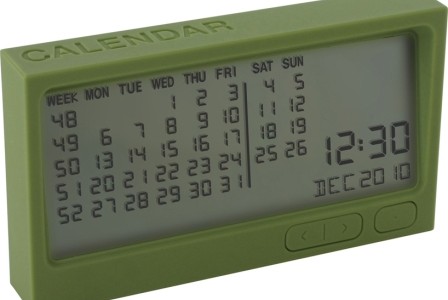 CALENDAR
WEEK MON TUE WED THU FRI SAT SUN
48 1 2 3 4 5
49 6 7 8 9 10 11 12
50 13 14 15 16 17 18 19
51 20 21 22 23 24 25 26
52 27 28 29 30 31
12:30
DEC 2010